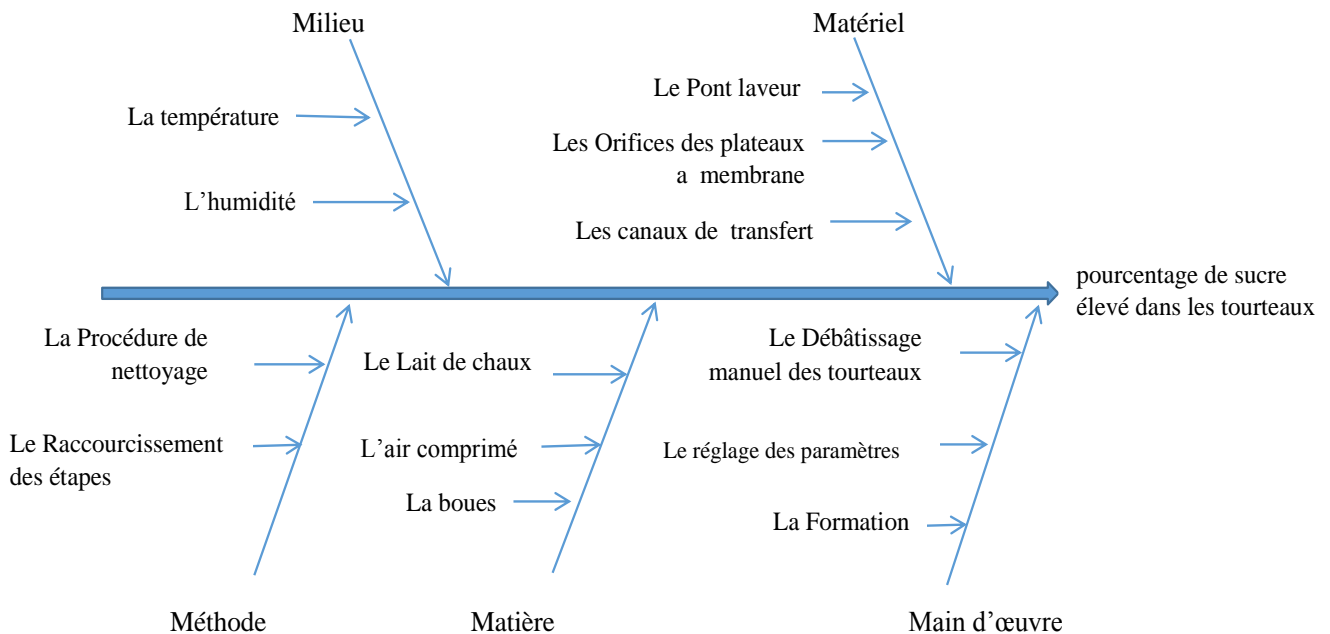 Milieu
Matériel
La température
L'humidité
Le Pont laveur
Les Orifices des plateaux
a membrane
Les canaux de transfert
pourcentage de sucre
élevé dans les tourteaux
La Procédure de
nettoyage
Le Raccourcissement
des étapes
Le Lait de chaux
L'air comprimé
La boues
Le Débâtissage
manuel des tourteaux
Le réglage des paramètres
La Formation
Méthode
Matière
Main d'œuvre